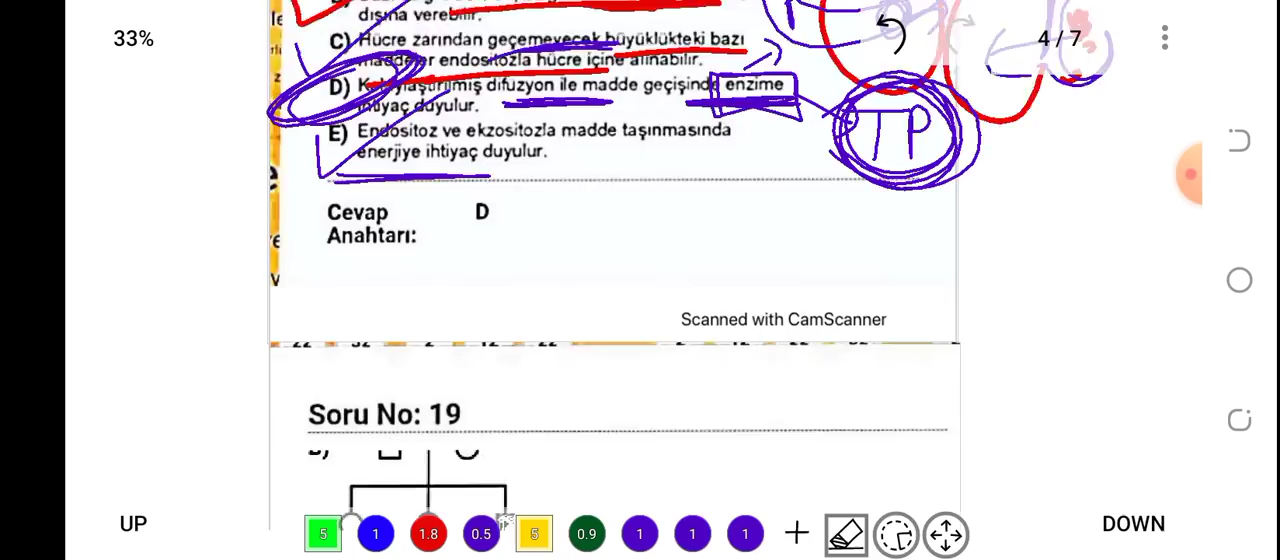 33%
4/7
dışına verebilir.
C) Hücre zarından geçemeyecek büyüklükteki bazı
maddeler endositozla hücre içine alınabilir.
D) Kolaylaştırılmış difüzyon ile madde geçişinde enzime
ihtiyaç duyulur.
TP
E) Endositoz ve ekzositozla madde taşınmasında
enerjiye ihtiyaç duyulur.
Cevap D
Anahtarı:
Scanned with CamScanner
Soru No: 19
UP
DOWN
5 1 1.8 0.5 5 0.9 1 1 1